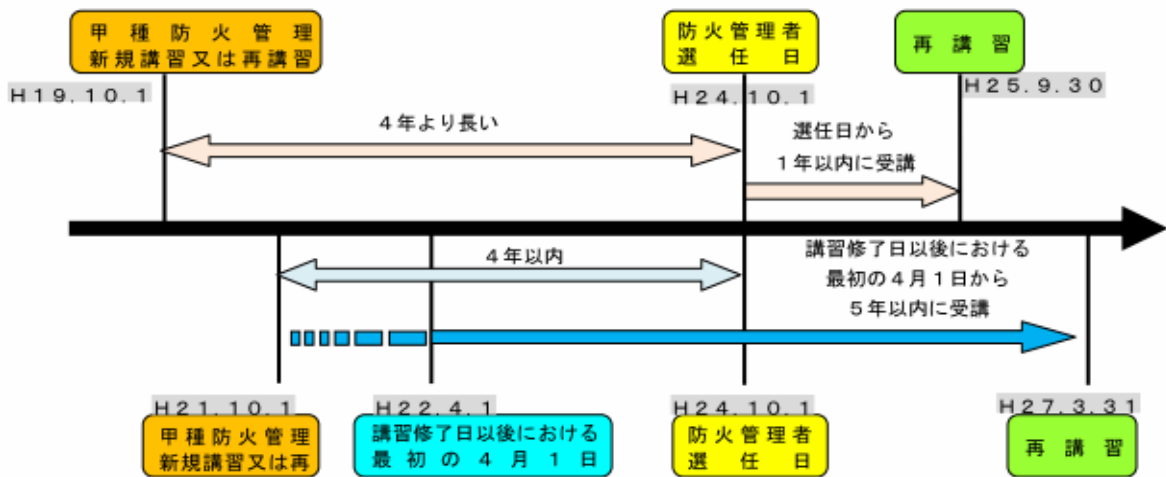 甲種防火管理
新規講習又は再講習
防火管理者
選任日
再講習
H19.10.1
H24.10.1
H25.9.30
4年より長い
選任日から
1年以内に受講
4年以内
講習修了日以後における
最初の4月1日から
5年以内に受講
H21.10.1
H22.4.1
H24.10.1
H27.3.31
甲種防火管理
新規講習又は再
講習修了日以後における
最初の4月1日
防火管理者
選任日
再講習